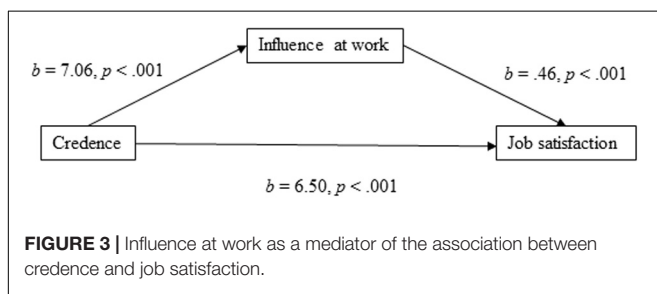 Influence at work
b = 7.06, p < .001
b = .46, p < .001
Credence
Job satisfaction
b = 6.50, p < .001
FIGURE 3 | Influence at work as a mediator of the association between
credence and job satisfaction.